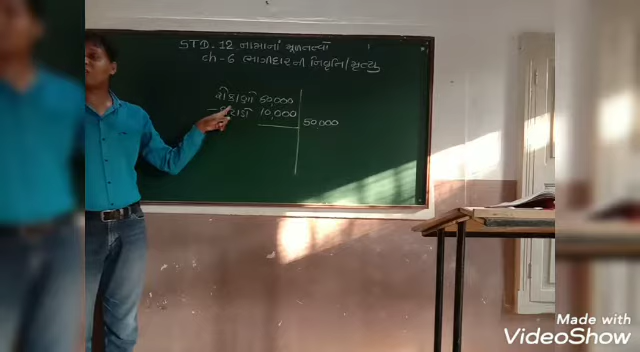 STD-12 નામાનાં મૂળતત્વો
ch-6 ભાગીદારની નિવૃત્તિ/મૃત્યુ
રોકાણો 60,000
10,000
50,000
Made with
VideoShow